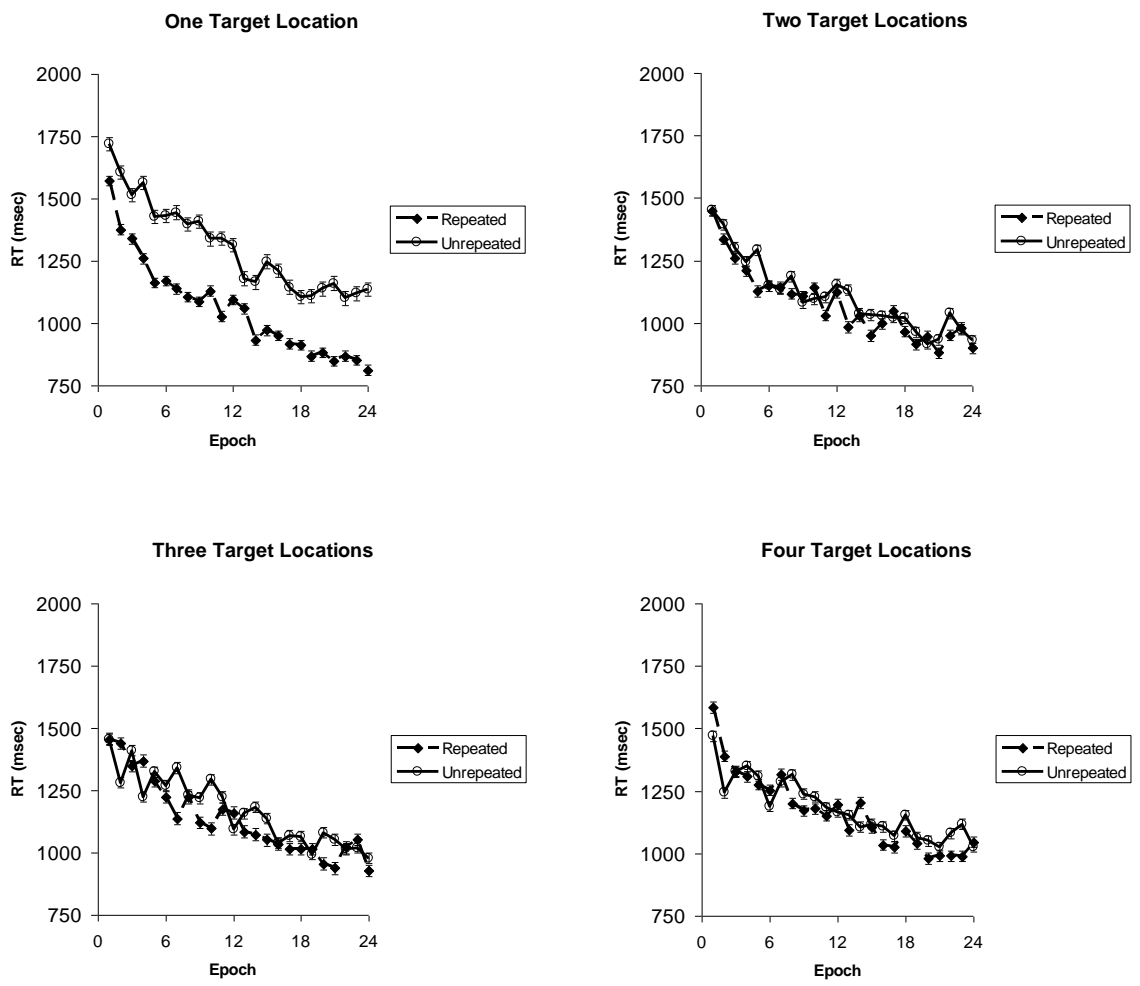 One Target Location
2000
1750
1500
1250
1000
750
RT (msec)
0 6 12 18 24
Epoch
Repeated
Unrepeated
Two Target Locations
2000
1750
1500
1250
1000
750
RT (msec)
0 6 12 18 24
Epoch
Repeated
Unrepeated
Three Target Locations
2000
1750
1500
1250
1000
750
RT (msec)
0 6 12 18 24
Epoch
Repeated
Unrepeated
Four Target Locations
2000
1750
1500
1250
1000
750
RT (msec)
0 6 12 18 24
Epoch
Repeated
Unrepeated